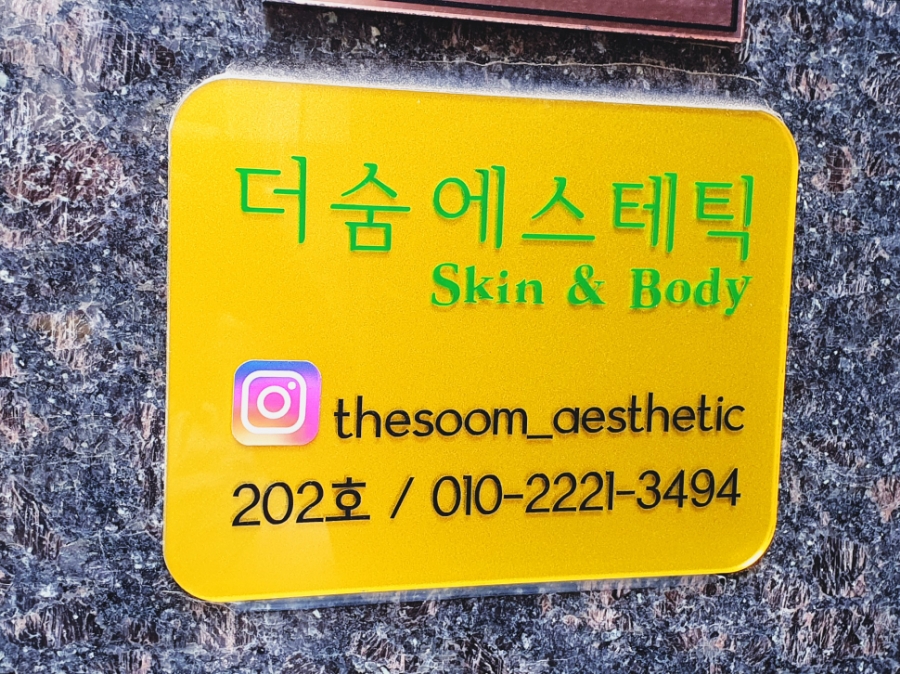 더숨에스테틱
Skin & Body
thesoom_aesthetic
202호 / 010-2221-3494